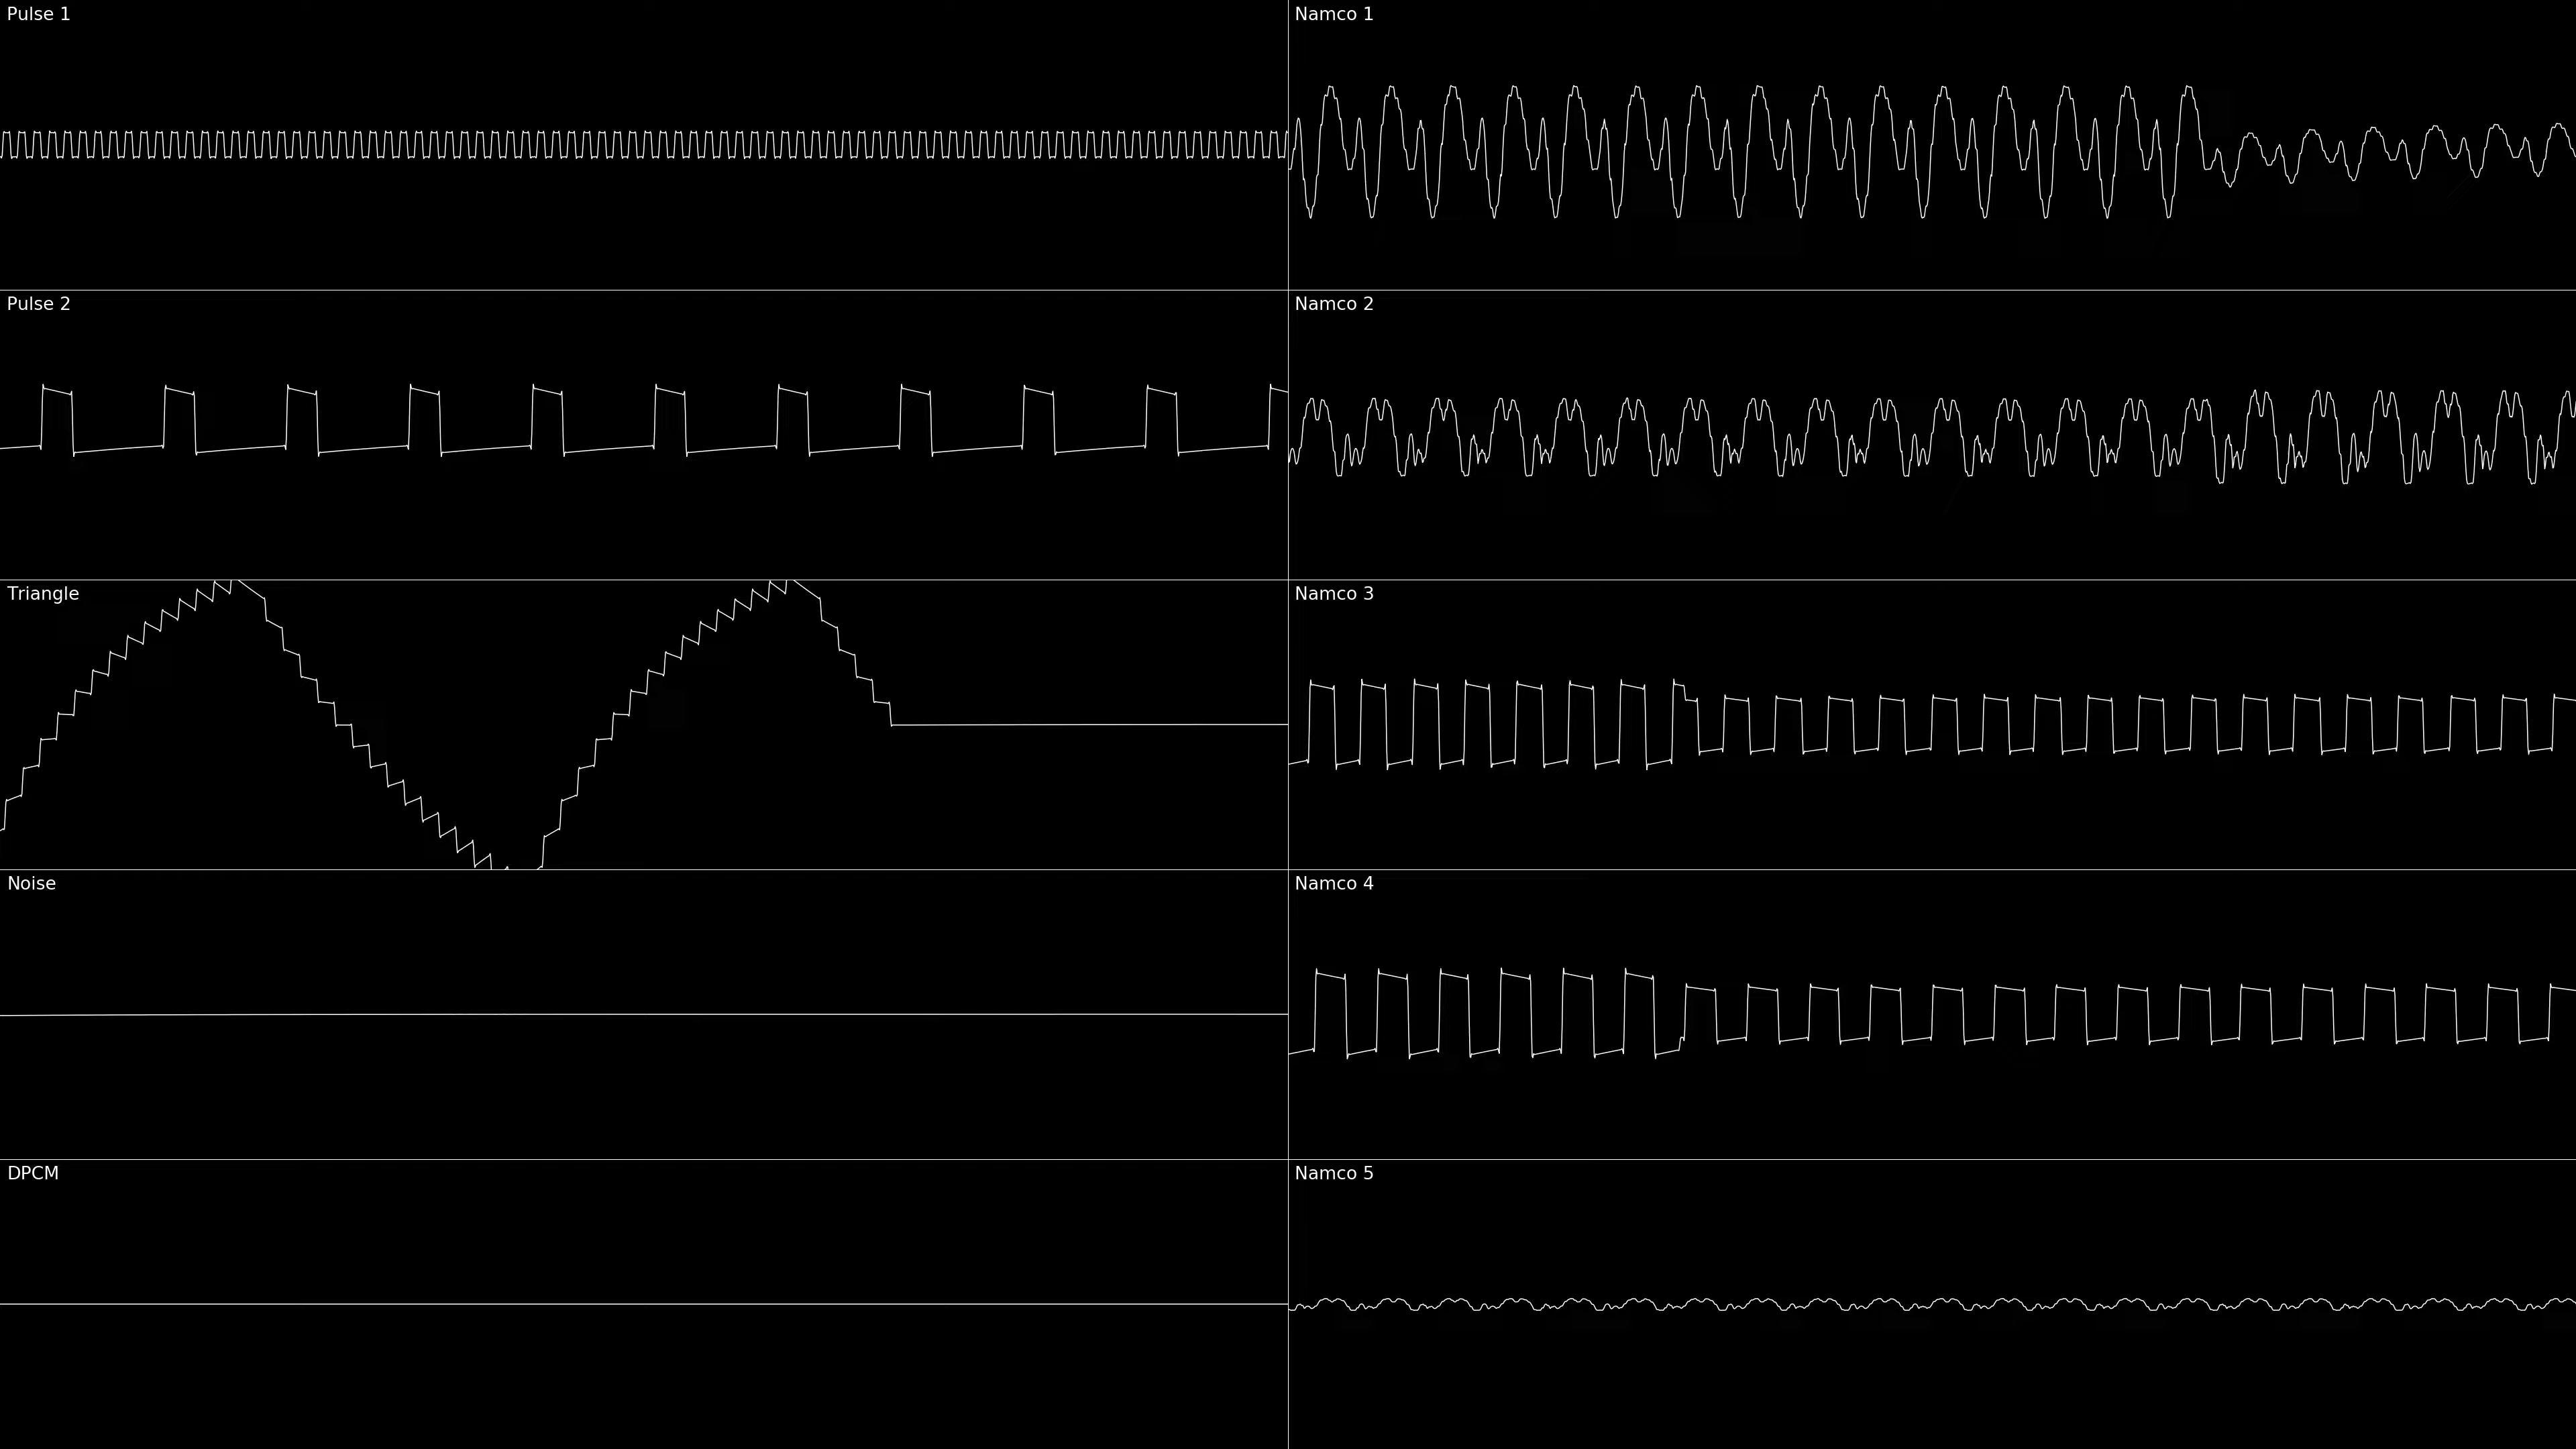 Pulse 1
Namco 1
Pulse 2
Namco 2
Triangle
Namco 3
Noise
Namco 4
DPCM
Namco 5